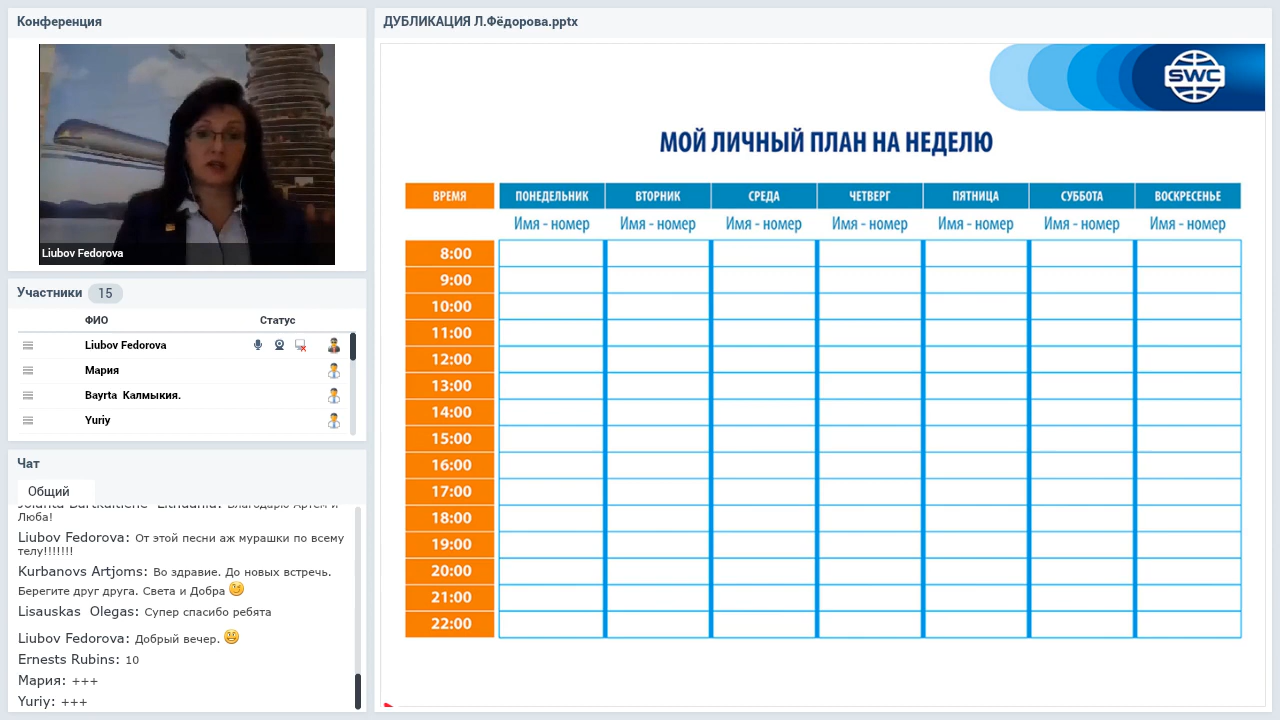 Конференция
Liubov Fedorova
Участники 15
ФИО Статус
Liubov Fedorova
Мария
Bayrta Калмыкия.
Yuriy
Чат
Общий
Благодарю Артём и
Люба!
Liubov Fedorova: От этой песни аж мурашки по всему
телу!!!!!!!
Kurbanovs Artjoms: Во здравие. До новых встречь.
Берегите друг друга. Света и Добра
Lisauskas Olegas: Супер спасибо ребята
Liubov Fedorova: Добрый вечер.
Ernests Rubins: 10
Мария: +++
Yuriy: +++
ДУБЛИКАЦИЯ Л.Фёдорова.pptx
SWC
МОЙ ЛИЧНЫЙ ПЛАН НА НЕДЕЛЮ
ВРЕМЯ ПОНЕДЕЛЬНИК ВТОРНИК СРЕДА ЧЕТВЕРГ ПЯТНИЦА СУББОТА ВОСКРЕСЕНЬЕ
Имя - номер Имя - номер Имя - номер Имя - номер Имя - номер Имя - номер Имя - номер
8:00
9:00
10:00
11:00
12:00
13:00
14:00
15:00
16:00
17:00
18:00
19:00
20:00
21:00
22:00